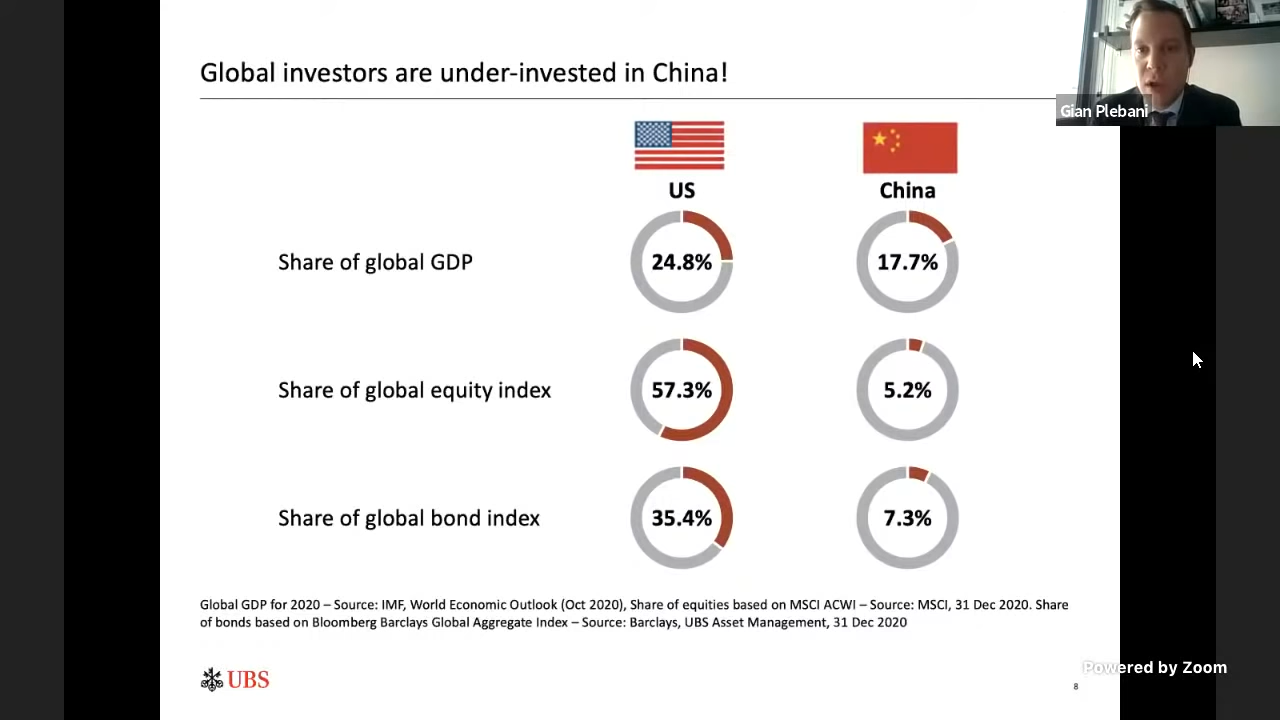 Global investors are under-invested in China!
Gian Plebani
US
China
Share of global GDP
24.8%
17.7%
Share of global equity index
57.3%
5.2%
Share of global bond index
35.4%
7.3%
Global GDP for 2020 – Source: IMF, World Economic Outlook (Oct 2020), Share of equities based on MSCI ACWI – Source: MSCI, 31 Dec 2020. Share
of bonds based on Bloomberg Barclays Global Aggregate Index – Source: Barclays, UBS Asset Management, 31 Dec 2020
UBS
Powered by Zoom
8